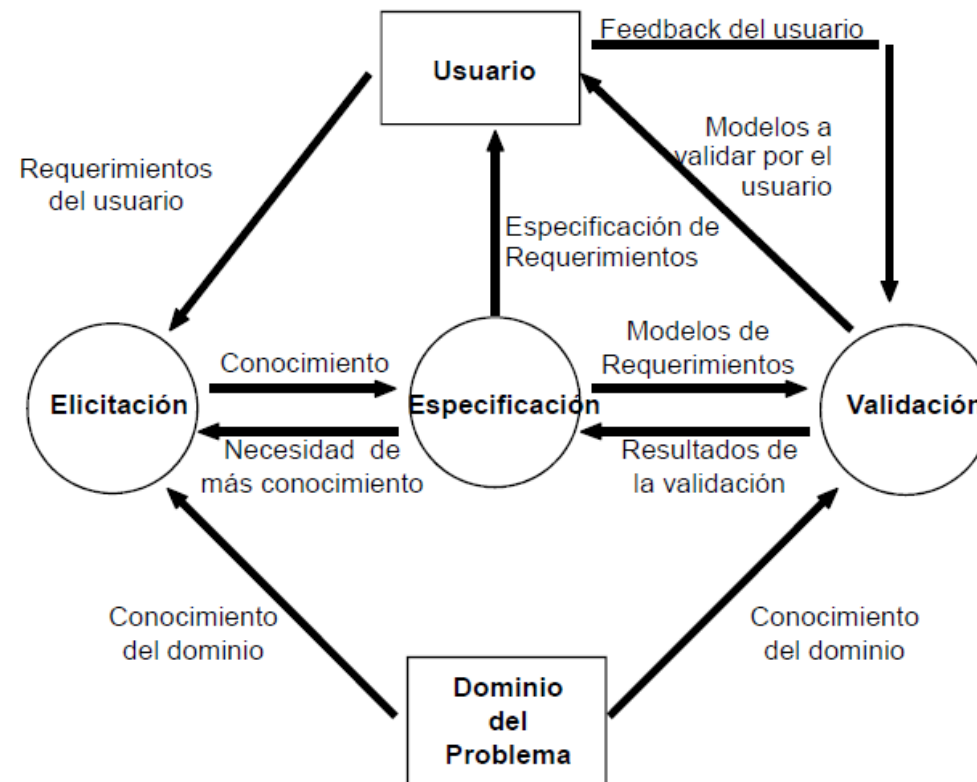 Feedback del usuario
Usuario
Modelos a
validar por el
usuario
Requerimientos
del usuario
Especificación de
Requerimientos
Conocimiento
Modelos de
Requerimientos
Elicitación
Especificación
Validación
Necesidad de
más conocimiento
Resultados de
la validación
Conocimiento
del dominio
Conocimiento
del dominio
Dominio
del
Problema